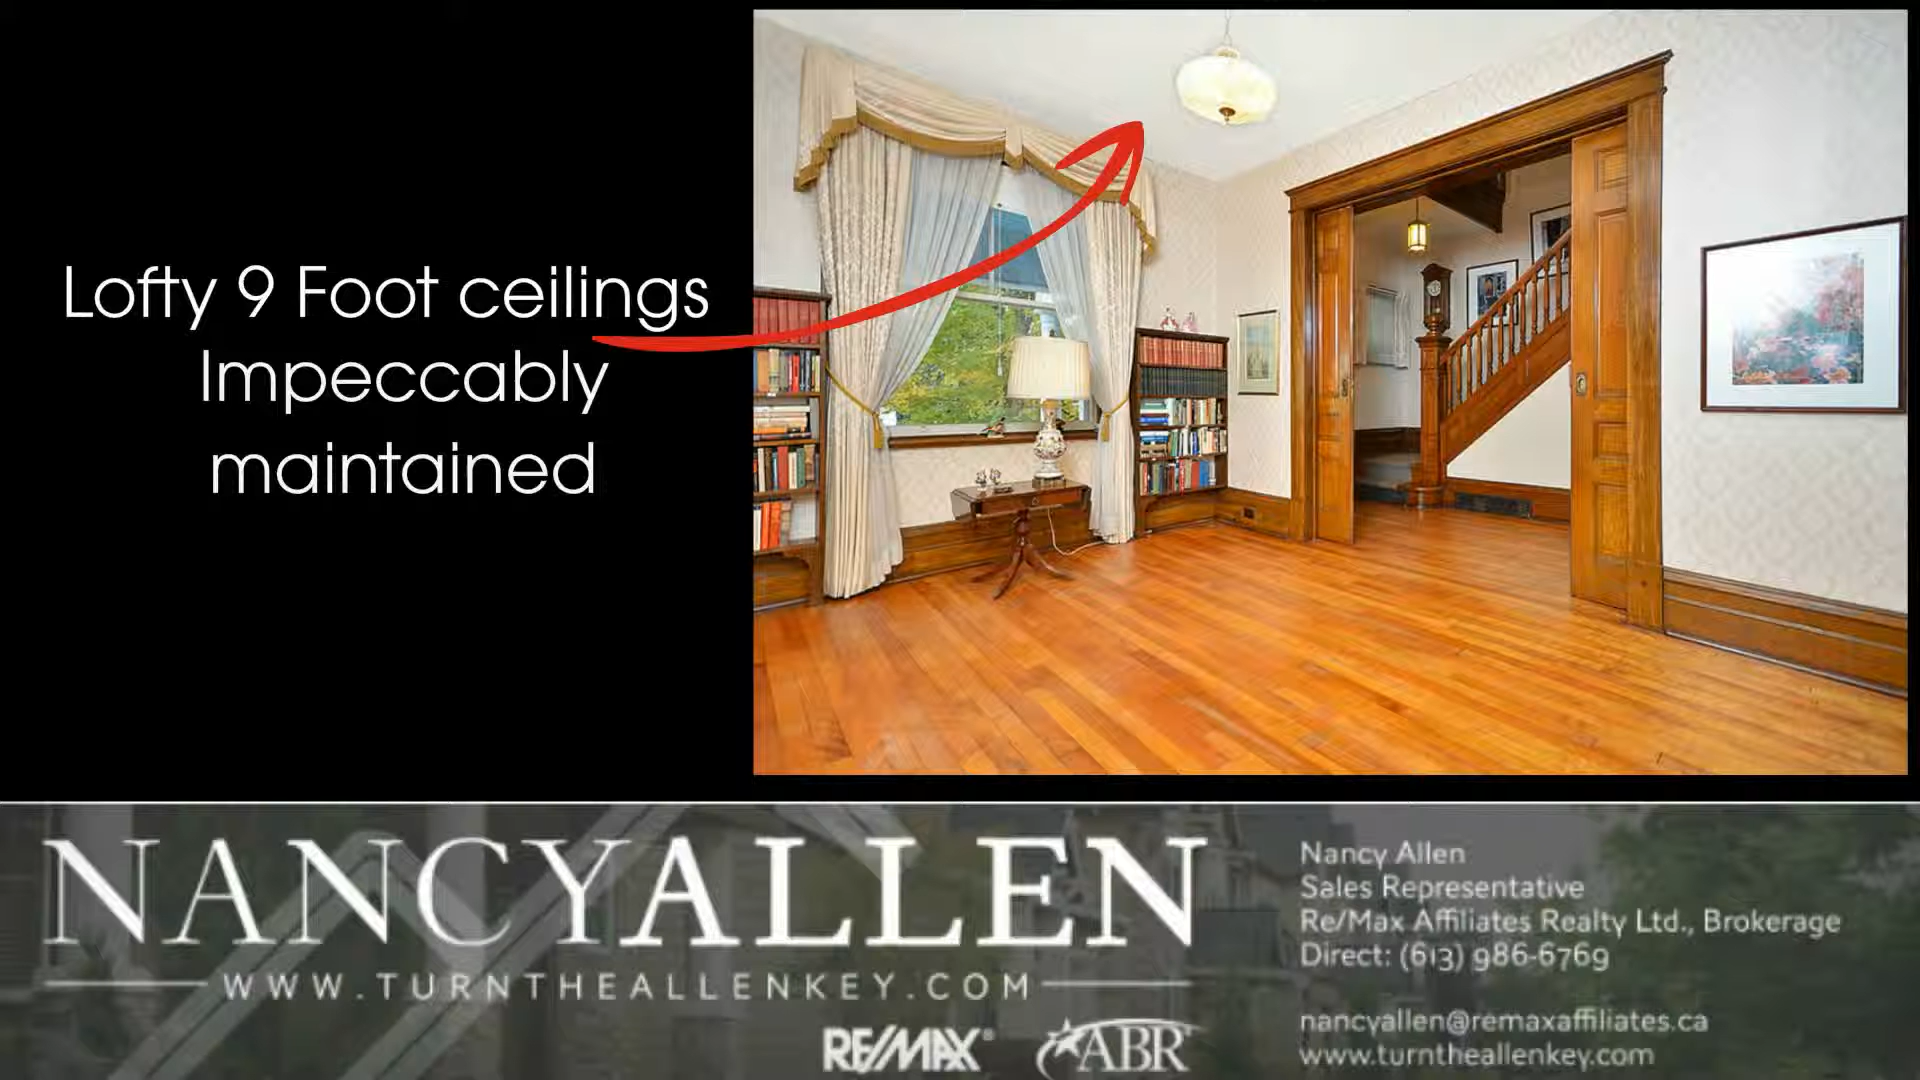 Lofty 9 Foot ceilings
Impeccably
maintained
NANCYALLEN
WWW.TURNTHEALLENKEY.COM
RE/MAX®
ABR®
Nancy Allen
Sales Representative
Re/Max Affiliates Realty Ltd., Brokerage
Direct: (613) 986-6769
nancyallen@remaxaffiliates.ca
www.turntheallenkey.com